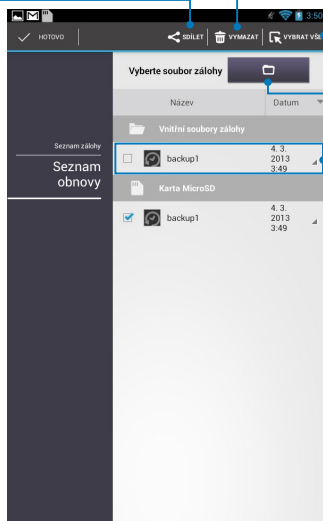 3:50
HOTOVO
SDÍLET
VYMAZAT
VYBRAT VŠE
Vyberte soubor zálohy
Název
Datum
Seznam zálohy
Seznam
obnovy
Vnitřní soubory zálohy
backup1
4. 3.
2013
3:49
Karta MicroSD
backup1
4. 3.
2013
3:49